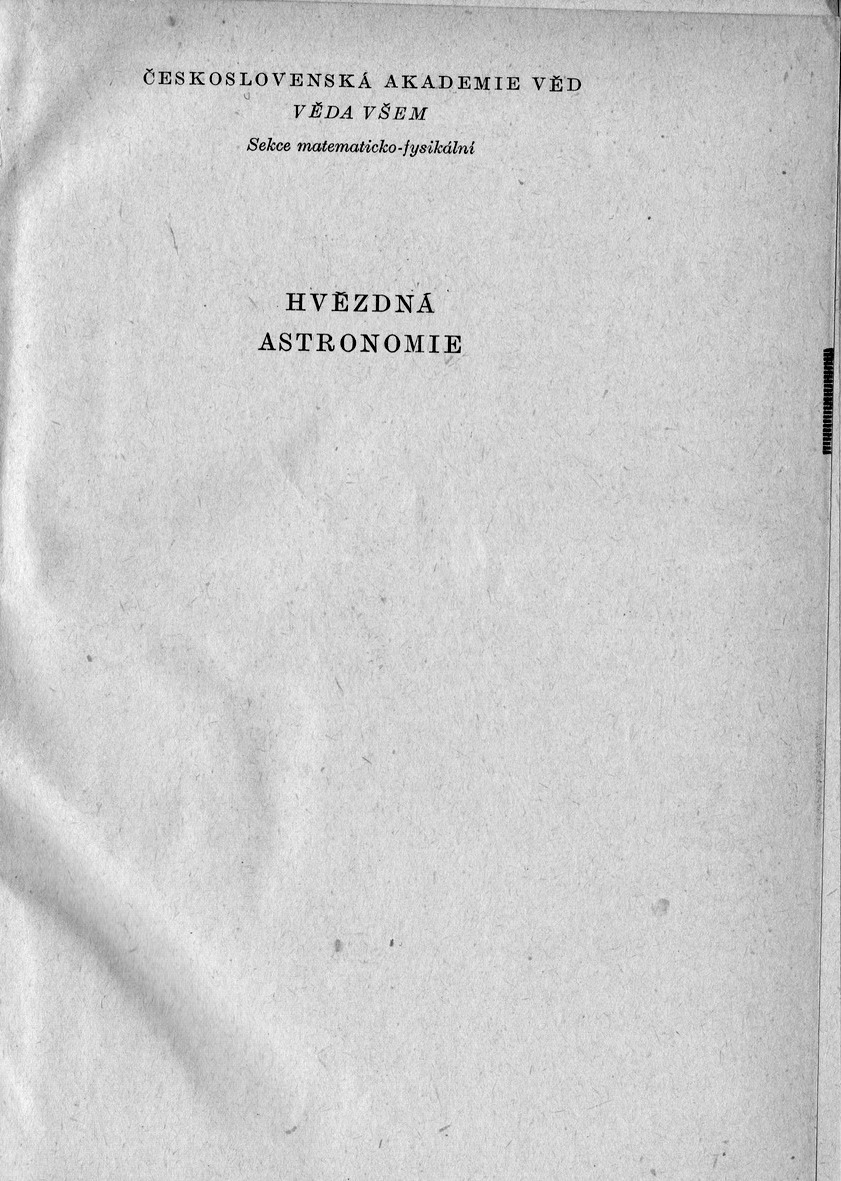 ČESKOSLOVENSKÁ AKADEMIE VĚD
VĚDA VŠEM
Sekce matematicko-fysikální
HVĚZDNÁ
ASTRONOMIE